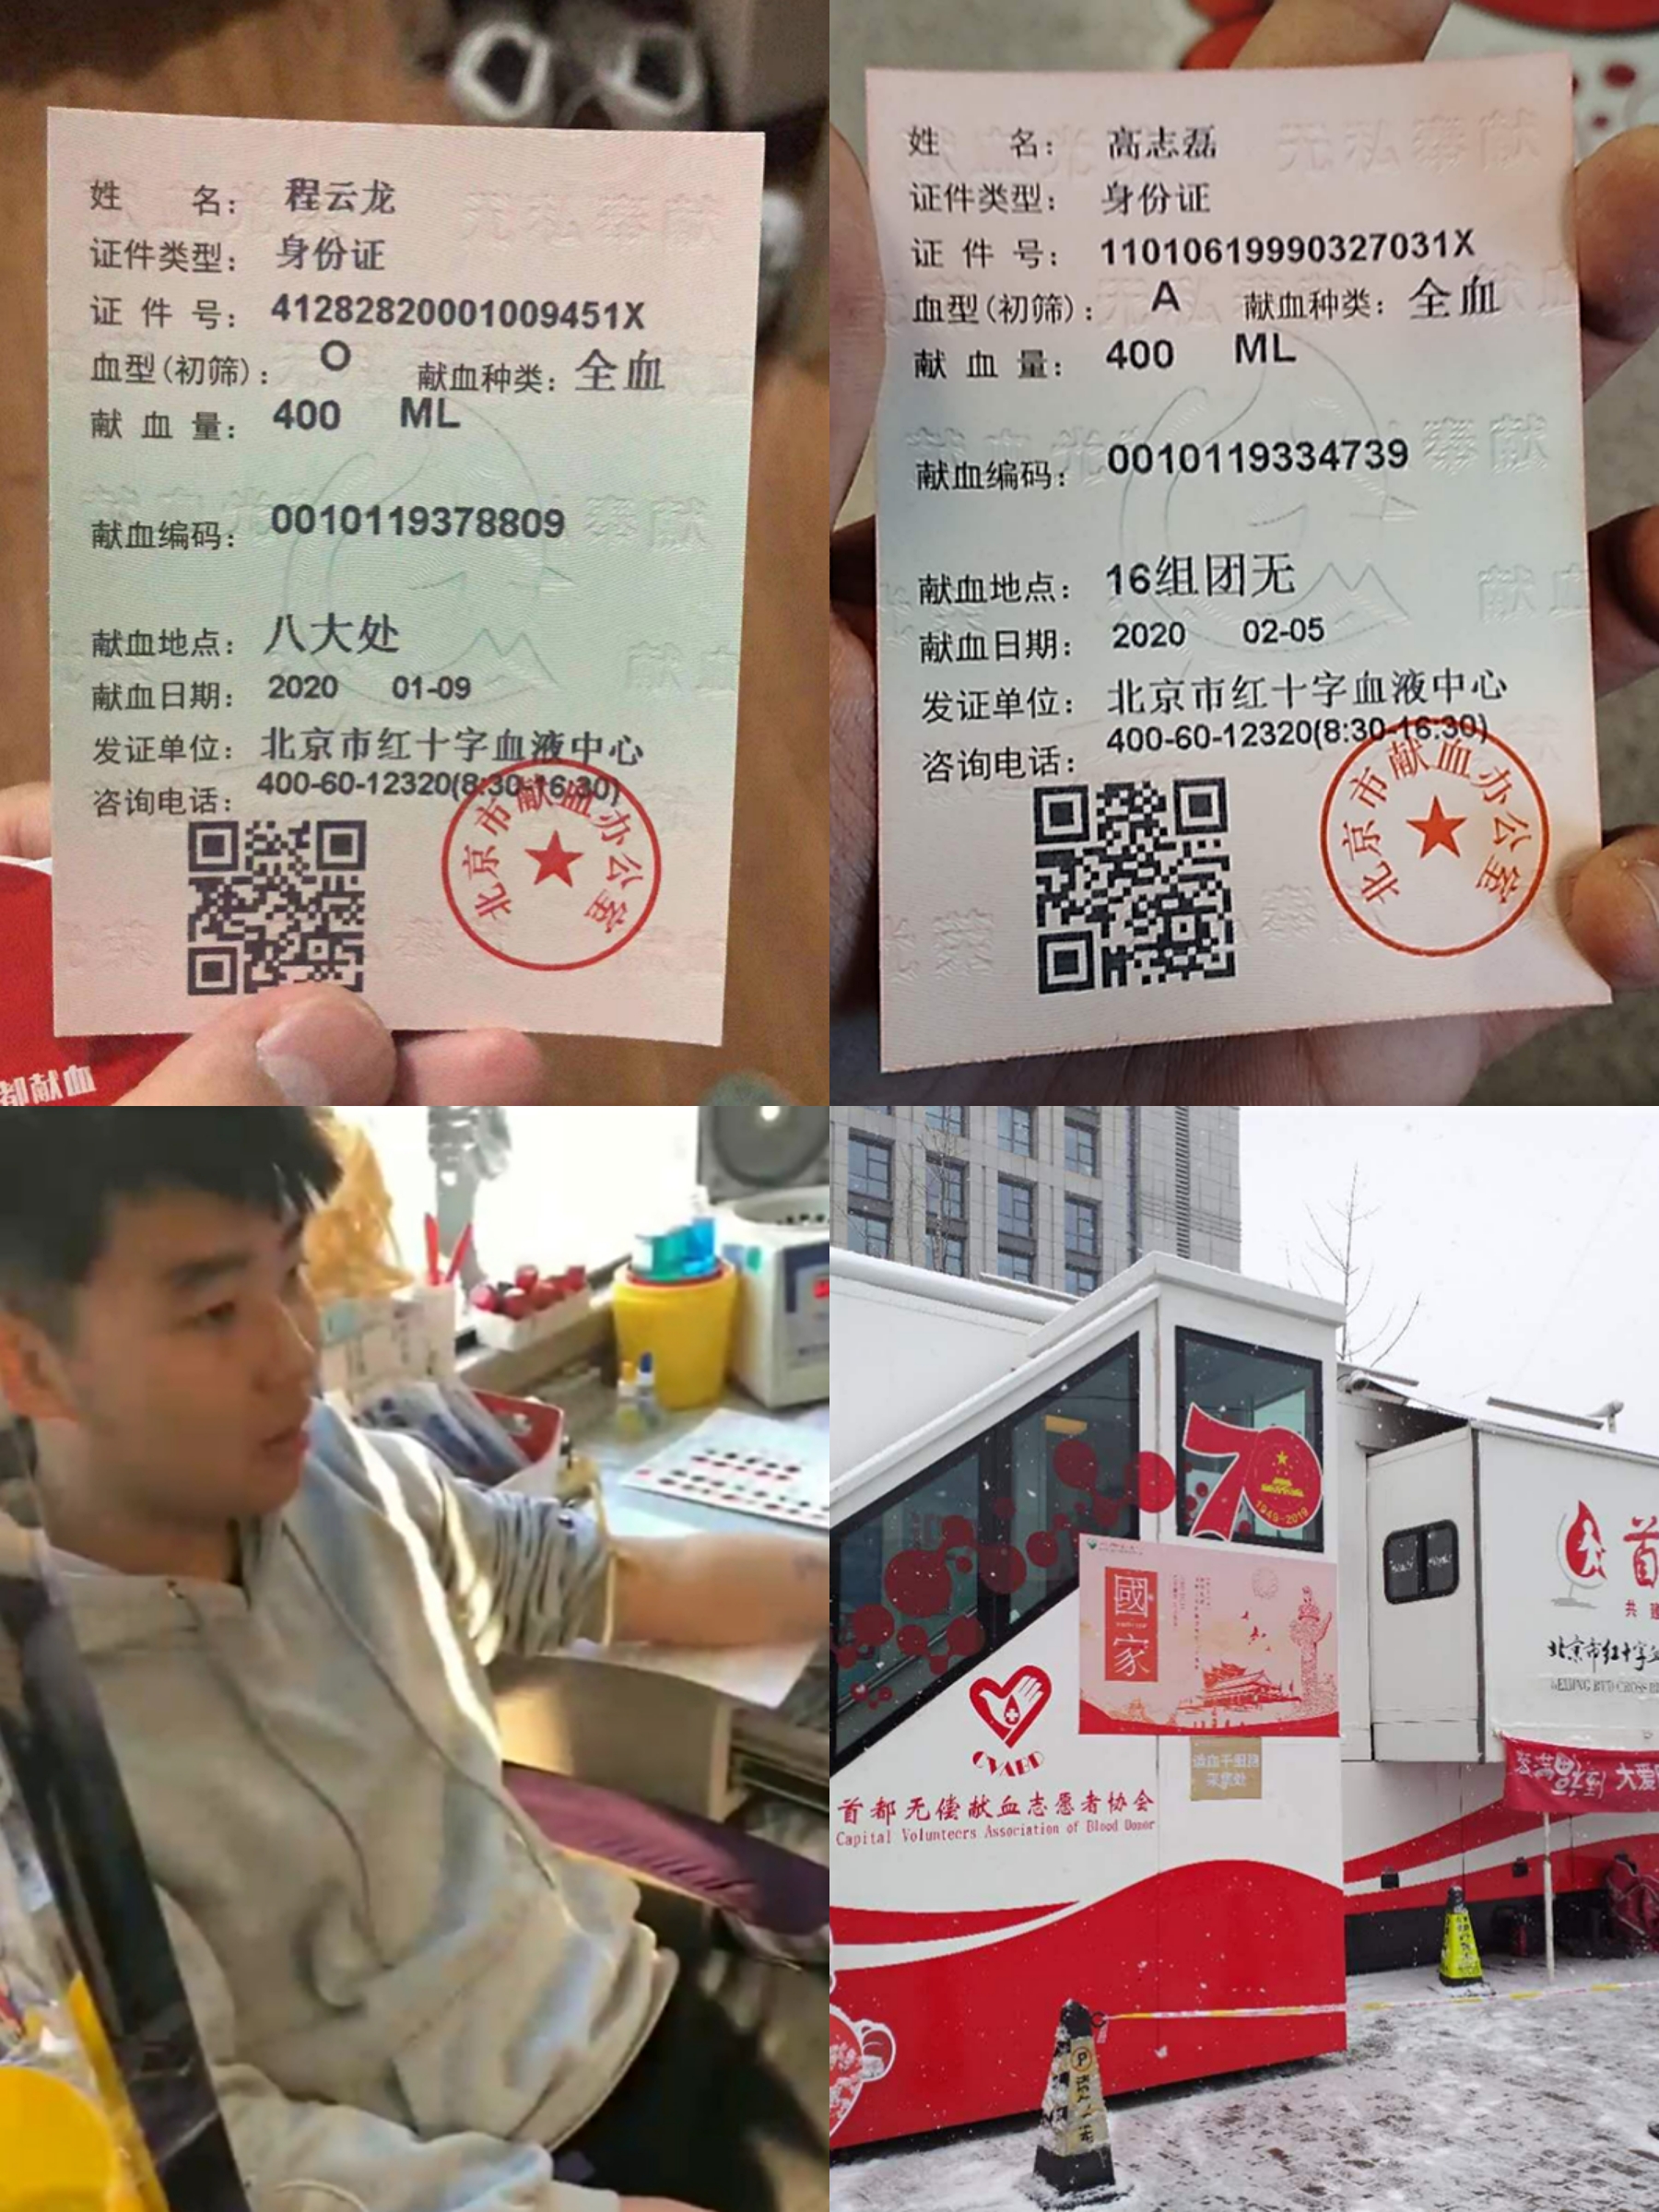 姓 名： 程云龙
证件类型： 身份证
证 件 号： 41282820001009451X
血型(初筛)： O 献血种类： 全血
献 血 量： 400 ML
献血编码： 0010119378809
献血地点： 八大处
献血日期： 2020 01-09
发证单位： 北京市红十字血液中心
咨询电话： 400-60-12320(8:30-16:30)
北京市献血办公室
都献血
姓 名： 高志磊
证件类型： 身份证
证 件 号： 11010619990327031X
血型(初筛)： A 献血种类： 全血
献 血 量： 400 ML
献血编码： 0010119334739
献血地点： 16组团无
献血日期： 2020 02-05
发证单位： 北京市红十字血液中心
咨询电话： 400-60-12320(8:30-16:30)
北京市献血办公室
70
1949-2019
國家
CVABD
首都无偿献血志愿者协会
Capital Volunteers Association of Blood Donor
首
共
北京市红十字
大爱